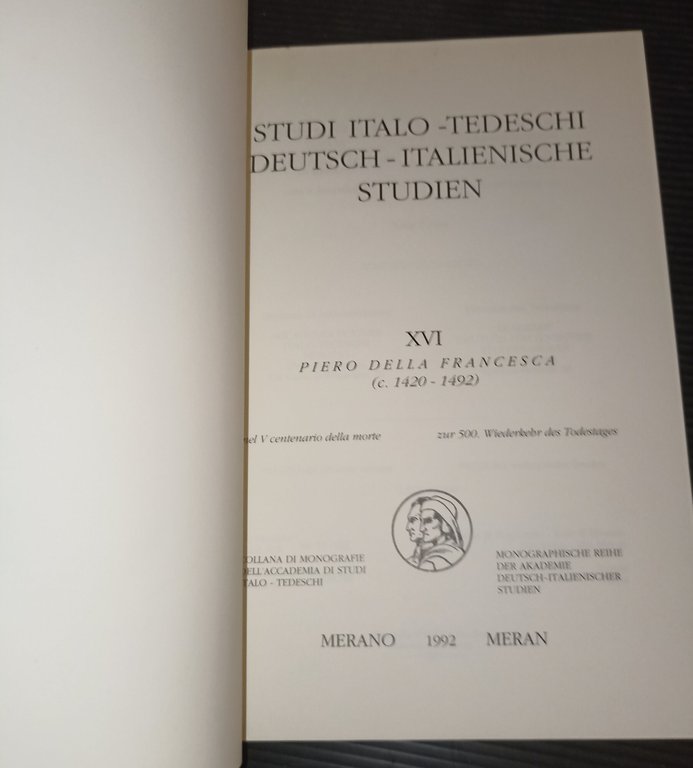 STUDI ITALO -TEDESCHI
DEUTSCH - ITALIENISCHE
STUDIEN
XVI
PIERO DELLA FRANCESCA
(c. 1420 - 1492)
nel V centenario della morte
zur 500. Wiederkehr des Todestages
COLLANA DI MONOGRAFIE
DELL'ACCADEMIA DI STUDI
ITALO - TEDESCHI
MONOGRAPHISCHE REIHE
DER AKADEMIE
DEUTSCH-ITALIENISCHER
STUDIEN
MERANO 1992 MERAN